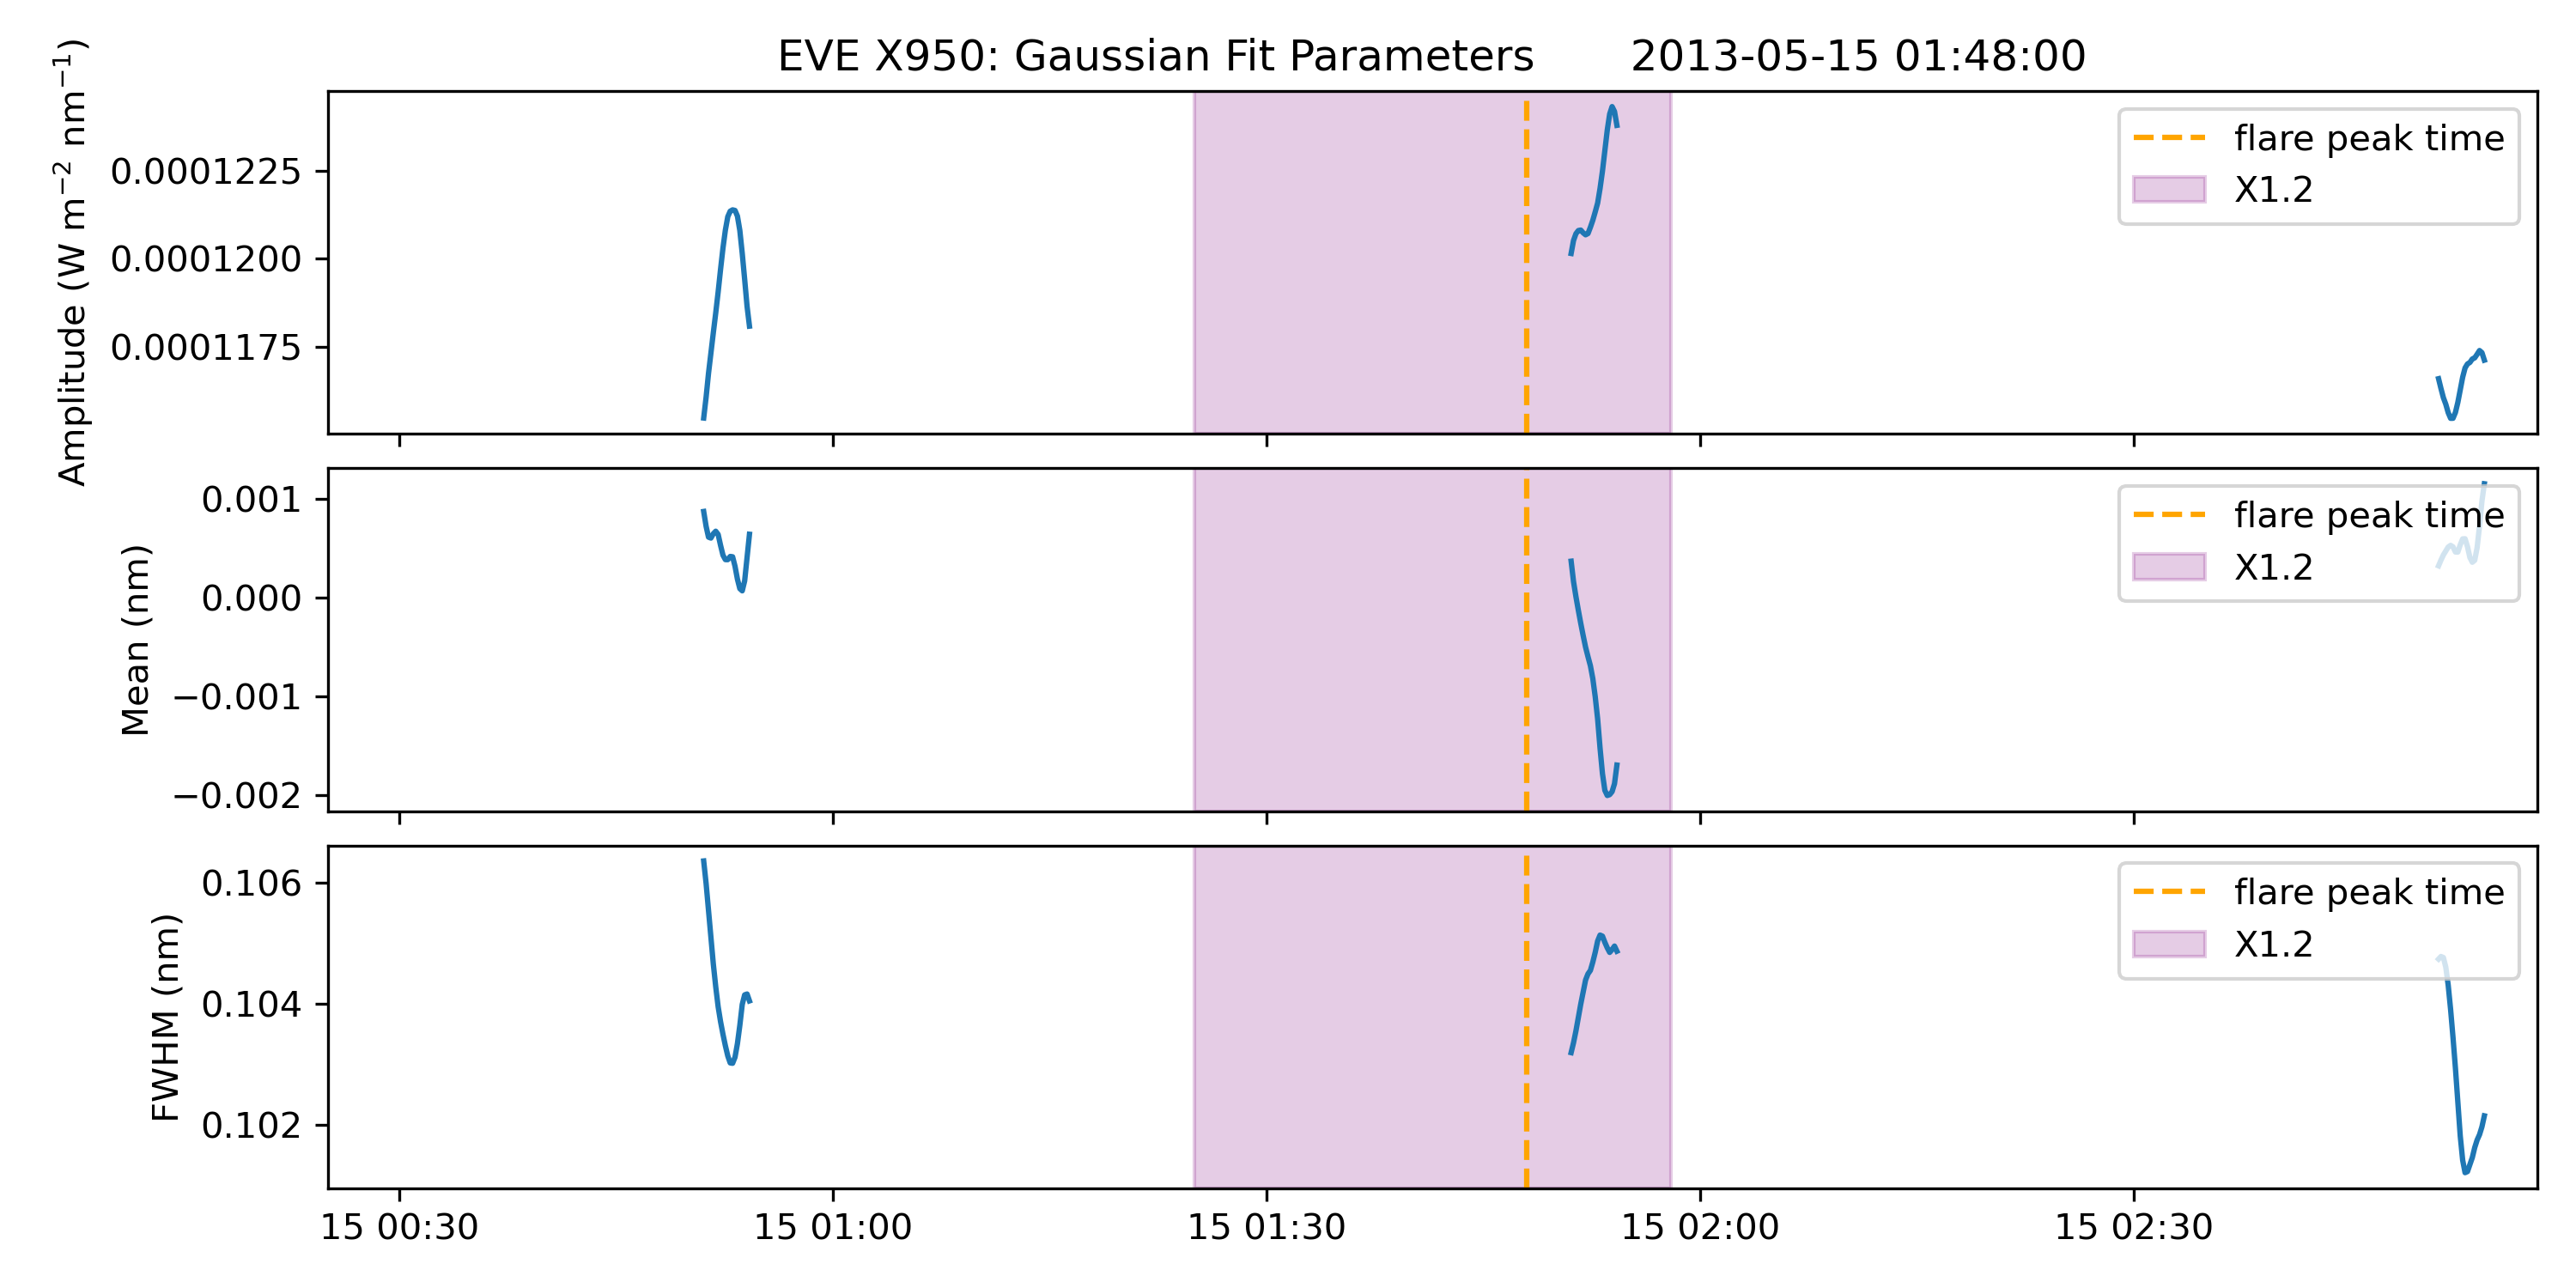 EVE X950: Gaussian Fit Parameters 2013-05-15 01:48:00
Amplitude (W m⁻² nm⁻¹)
0.0001225
0.0001200
0.0001175
flare peak time
X1.2
Mean (nm)
0.001
0.000
−0.001
−0.002
flare peak time
X1.2
FWHM (nm)
0.106
0.104
0.102
flare peak time
X1.2
15 00:30 15 01:00 15 01:30 15 02:00 15 02:30